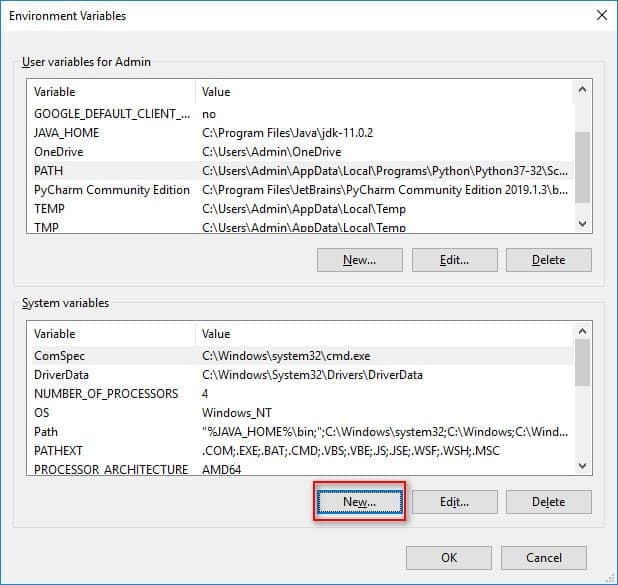 Environment Variables
User variables for Admin
Variable Value
GOOGLE_DEFAULT_CLIENT_... no
JAVA_HOME C:\Program Files\Java\jdk-11.0.2
OneDrive C:\Users\Admin\OneDrive
PATH C:\Users\Admin\AppData\Local\Programs\Python\Python37-32\Sc...
PyCharm Community Edition C:\Program Files\JetBrains\PyCharm Community Edition 2019.1.3\b...
TEMP C:\Users\Admin\AppData\Local\Temp
TMP C:\Users\Admin\AppData\Local\Temp
New... Edit... Delete
System variables
Variable Value
ComSpec C:\Windows\system32\cmd.exe
DriverData C:\Windows\System32\Drivers\DriverData
NUMBER_OF_PROCESSORS 4
OS Windows_NT
Path "%JAVA_HOME%\bin;";C:\Windows\system32;C:\Windows;C:\Wind...
PATHEXT .COM;.EXE;.BAT;.CMD;.VBS;.VBE;.JS;.JSE;.WSF;.WSH;.MSC
PROCESSOR_ARCHITECTURE AMD64
New... Edit... Delete
OK Cancel